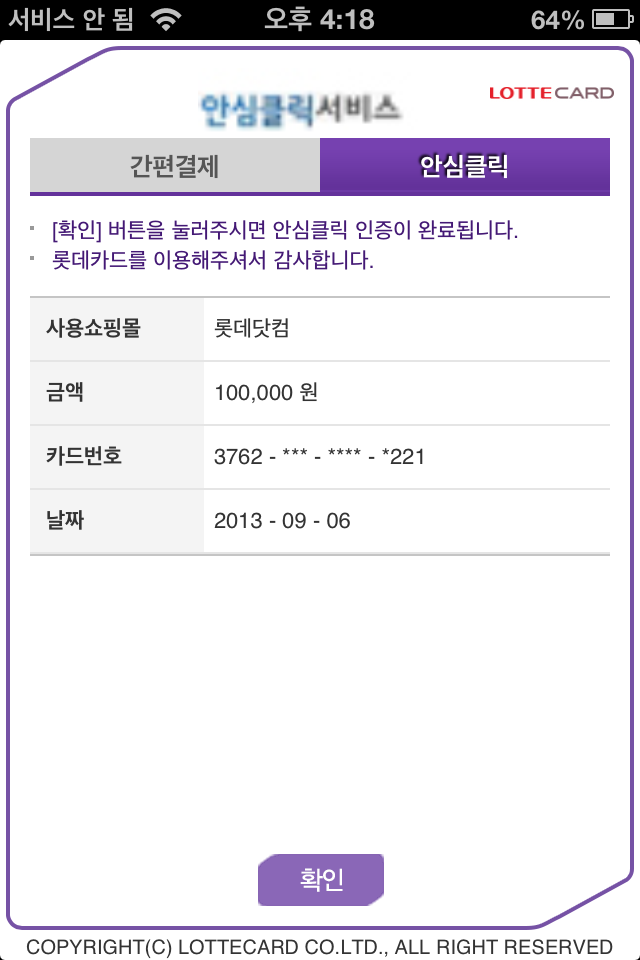 서비스 안 됨 오후 4:18 64%
안심클릭서비스
LOTTECARD
간편결제 안심클릭
[확인] 버튼을 눌러주시면 안심클릭 인증이 완료됩니다.
롯데카드를 이용해주셔서 감사합니다.
사용쇼핑몰 롯데닷컴
금액 100,000 원
카드번호 3762 - *** - **** - *221
날짜 2013 - 09 - 06
확인
COPYRIGHT(C) LOTTECARD CO.LTD., ALL RIGHT RESERVED